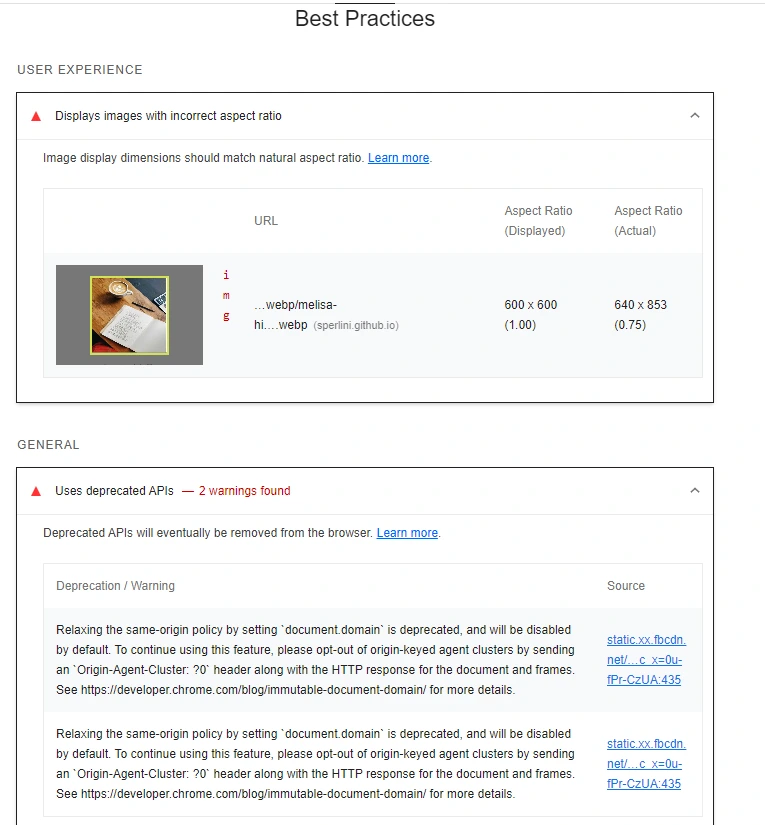 Best Practices
USER EXPERIENCE
Displays images with incorrect aspect ratio
Image display dimensions should match natural aspect ratio. Learn more.
URL
Aspect Ratio
(Displayed)
Aspect Ratio
(Actual)
i
m
g
…webp/melisa-
hi.…webp (sperlini.github.io)
600 x 600
(1.00)
640 x 853
(0.75)
GENERAL
Uses deprecated APIs — 2 warnings found
Deprecated APIs will eventually be removed from the browser. Learn more.
Deprecation / Warning
Source
Relaxing the same-origin policy by setting `document.domain` is deprecated, and will be disabled
by default. To continue using this feature, please opt-out of origin-keyed agent clusters by sending
an `Origin-Agent-Cluster: ?0` header along with the HTTP response for the document and frames.
See https://developer.chrome.com/blog/immutable-document-domain/ for more details.
static.xx.fbcdn.
net/…c_x=0u-
fPr-CzUA:435
Relaxing the same-origin policy by setting `document.domain` is deprecated, and will be disabled
by default. To continue using this feature, please opt-out of origin-keyed agent clusters by sending
an `Origin-Agent-Cluster: ?0` header along with the HTTP response for the document and frames.
See https://developer.chrome.com/blog/immutable-document-domain/ for more details.
static.xx.fbcdn.
net/…c_x=0u-
fPr-CzUA:435